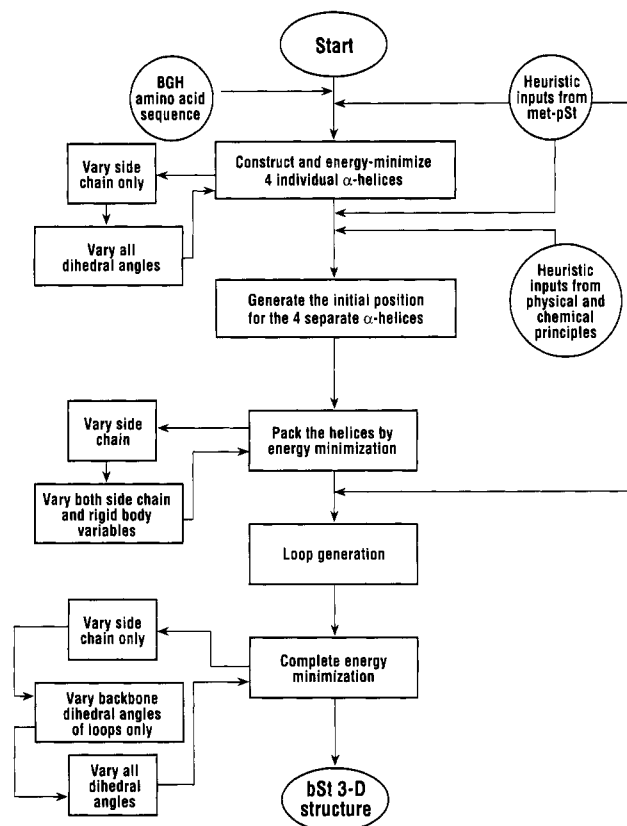 Start
BGH
amino acid
sequence
Heuristic
inputs from
met-pSt
Construct and energy-minimize
4 individual α-helices
Vary side
chain only
Vary all
dihedral angles
Heuristic
inputs from
physical and
chemical
principles
Generate the initial position
for the 4 separate α-helices
Vary side
chain
Pack the helices by
energy minimization
Vary both side chain
and rigid body
variables
Loop generation
Vary side
chain only
Complete energy
minimization
Vary backbone
dihedral angles
of loops only
Vary all
dihedral
angles
bSt 3-D
structure